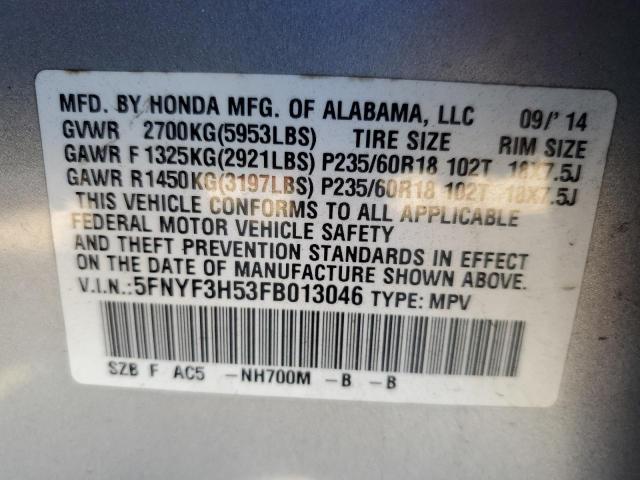 MFD. BY HONDA MFG. OF ALABAMA, LLC 09/'14
GVWR 2700KG(5953LBS) TIRE SIZE RIM SIZE
GAWR F1325KG(2921LBS) P235/60R18 102T 18X7.5J
GAWR R1450KG(3197LBS) P235/60R18 102T 18X7.5J
THIS VEHICLE CONFORMS TO ALL APPLICABLE
FEDERAL MOTOR VEHICLE SAFETY
AND THEFT PREVENTION STANDARDS IN EFFECT
ON THE DATE OF MANUFACTURE SHOWN ABOVE.
V.I.N.:5FNYF3H53FB013046 TYPE: MPV
SZB F AC5 -NH700M -B -B